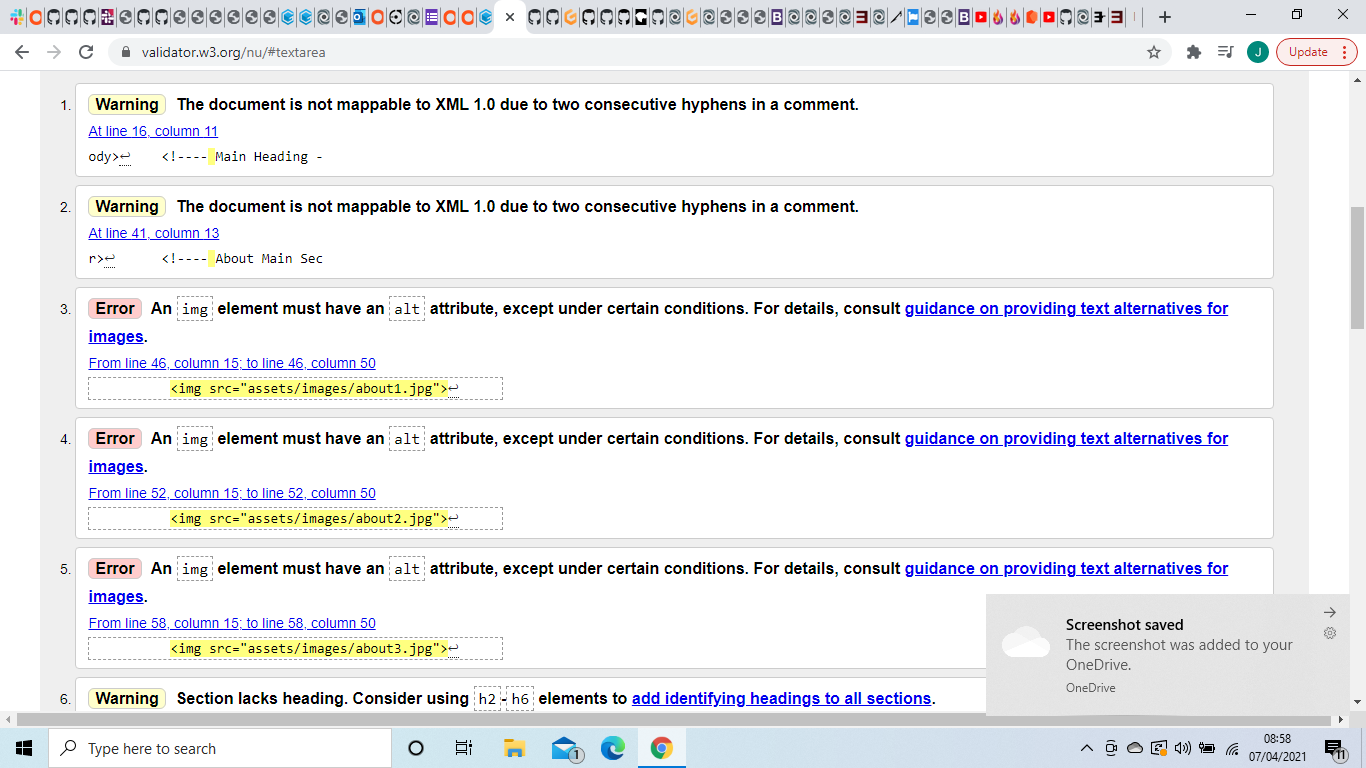 validator.w3.org/nu/#textarea
J
Update
1. Warning The document is not mappable to XML 1.0 due to two consecutive hyphens in a comment.
At line 16, column 11
ody>↩    <!---- Main Heading -
2. Warning The document is not mappable to XML 1.0 due to two consecutive hyphens in a comment.
At line 41, column 13
r>↩      <!---- About Main Sec
3. Error An img element must have an alt attribute, except under certain conditions. For details, consult guidance on providing text alternatives for
images.
From line 46, column 15; to line 46, column 50
<img src="assets/images/about1.jpg">↩
4. Error An img element must have an alt attribute, except under certain conditions. For details, consult guidance on providing text alternatives for
images.
From line 52, column 15; to line 52, column 50
<img src="assets/images/about2.jpg">↩
5. Error An img element must have an alt attribute, except under certain conditions. For details, consult guidance on providing text alternatives for
images.
From line 58, column 15; to line 58, column 50
<img src="assets/images/about3.jpg">↩
6. Warning Section lacks heading. Consider using h2-h6 elements to add identifying headings to all sections.
Screenshot saved
The screenshot was added to your
OneDrive.
OneDrive
Type here to search
1
08:58
07/04/2021
11